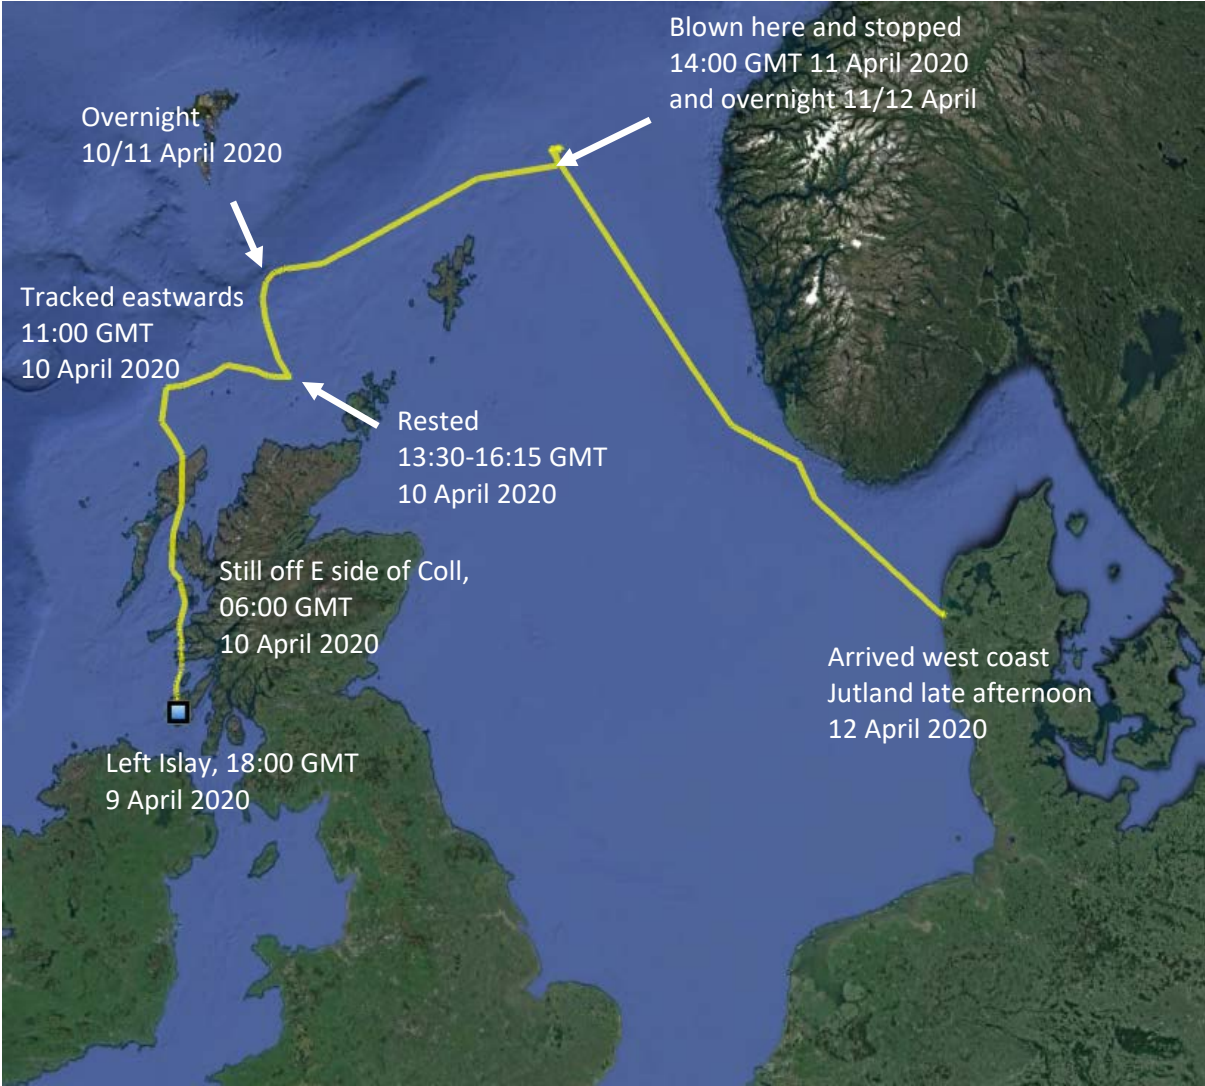 Blown here and stopped
14:00 GMT 11 April 2020
and overnight 11/12 April
Overnight
10/11 April 2020
Tracked eastwards
11:00 GMT
10 April 2020
Rested
13:30-16:15 GMT
10 April 2020
Still off E side of Coll,
06:00 GMT
10 April 2020
Arrived west coast
Jutland late afternoon
12 April 2020
Left Islay, 18:00 GMT
9 April 2020